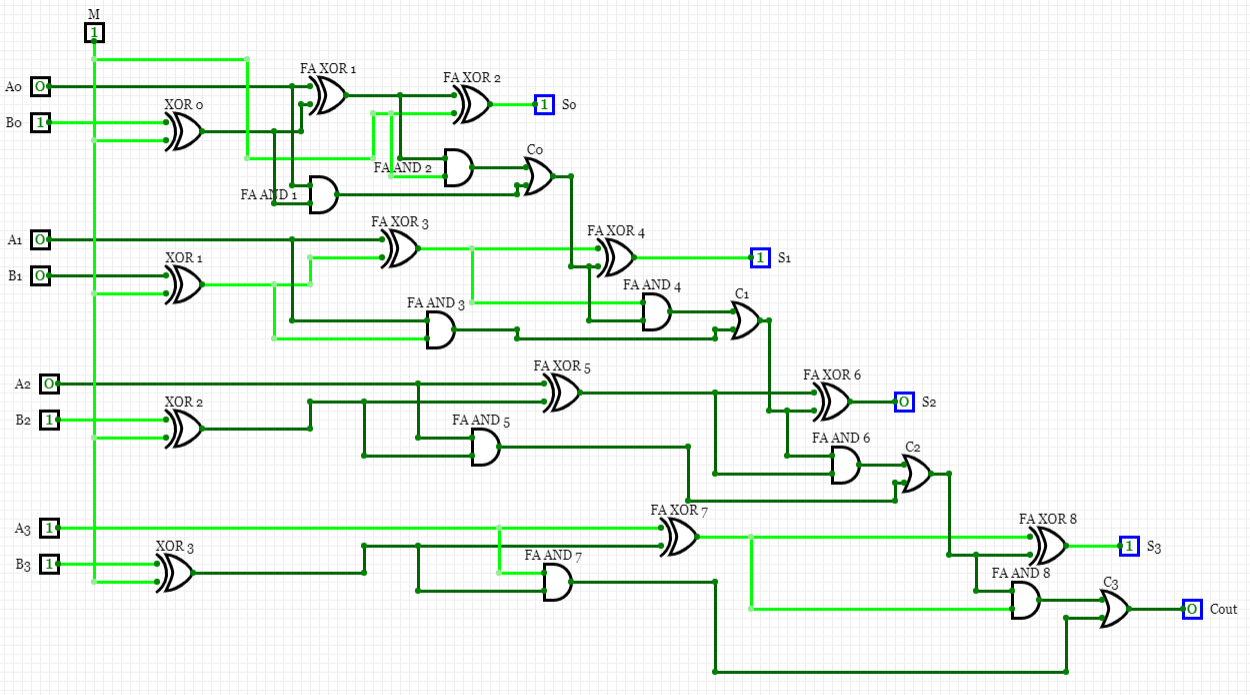 M
1
FA XOR 1
FA XOR 2
A0 0
XOR 0
1 S0
B0 1
C0
FA AND 2
FA AND 1
FA XOR 3
FA XOR 4
A1 0
XOR 1
1 S1
B1 0
FA AND 4
C1
FA AND 3
FA XOR 5
FA XOR 6
A2 0
XOR 2
0 S2
B2 1
FA AND 5
FA AND 6
C2
FA XOR 7
FA XOR 8
A3 1
XOR 3
1 S3
FA AND 7
B3 1
FA AND 8
C3
0 Cout